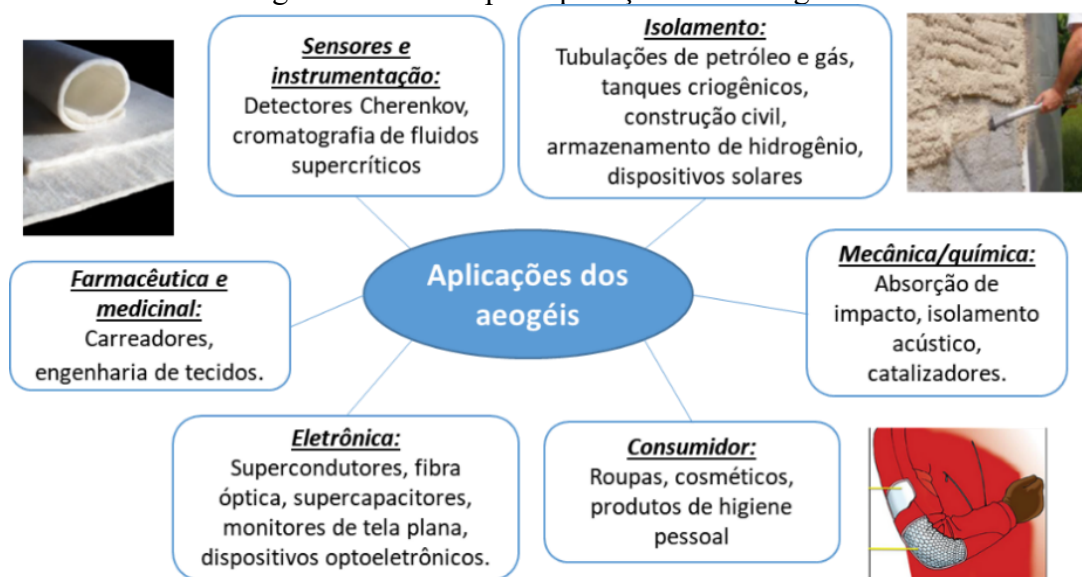 Sensores e
instrumentação:
Detectores Cherenkov,
cromatografia de fluidos
supercríticos
Isolamento:
Tubulações de petróleo e gás,
tanques criogênicos,
construção civil,
armazenamento de hidrogênio,
dispositivos solares
Farmacêutica e
medicinal:
Carreadores,
engenharia de tecidos.
Aplicações dos
aeogéis
Mecânica/química:
Absorção de
impacto, isolamento
acústico,
catalizadores.
Eletrônica:
Supercondutores, fibra
óptica, supercapacitores,
monitores de tela plana,
dispositivos optoeletrônicos.
Consumidor:
Roupas, cosméticos,
produtos de higiene
pessoal